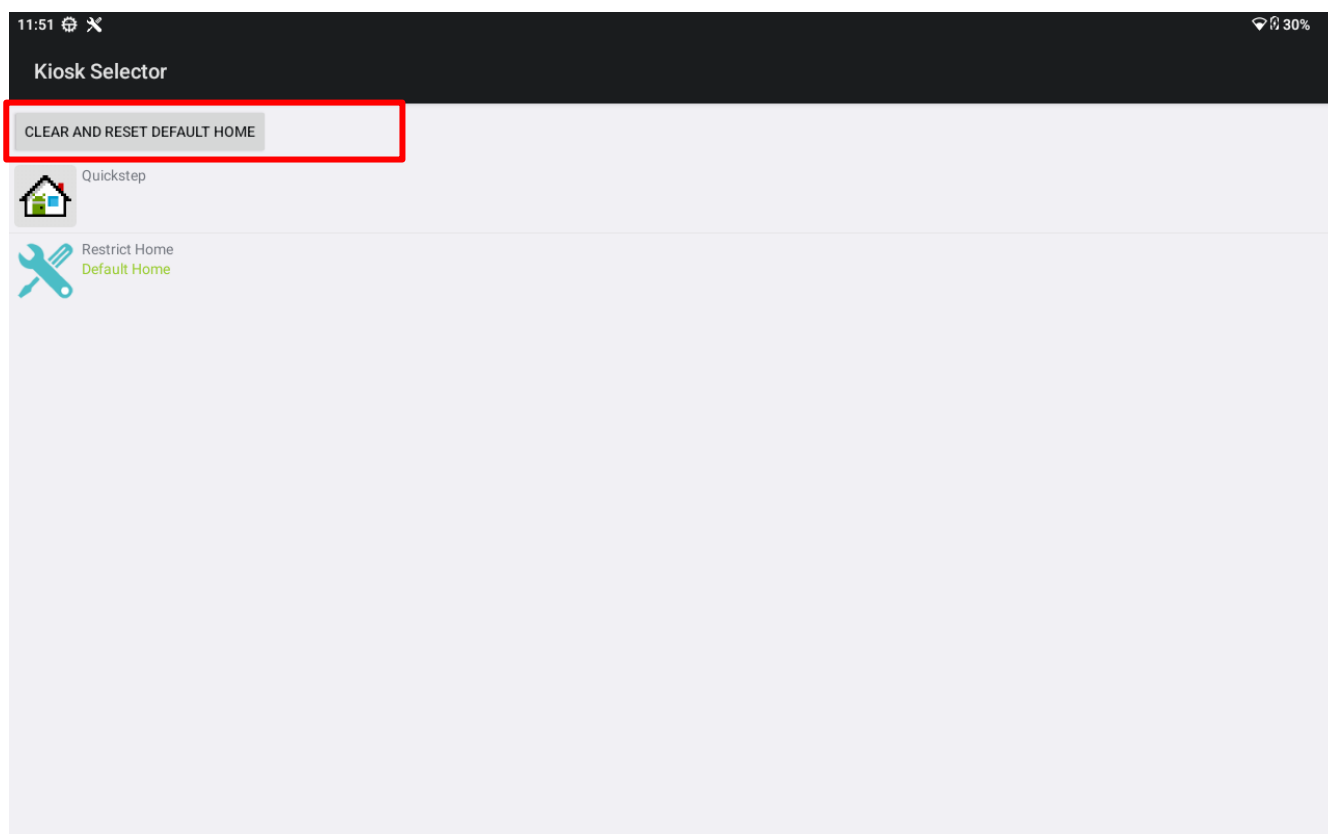 11:51 30%
Kiosk Selector
CLEAR AND RESET DEFAULT HOME
Quickstep
Restrict Home
Default Home